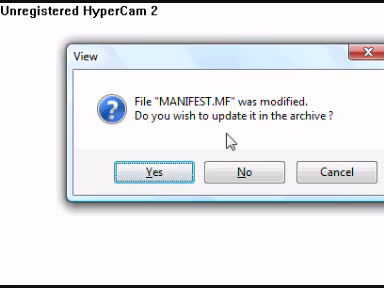 Unregistered HyperCam 2
View
File "MANIFEST.MF" was modified.
Do you wish to update it in the archive ?
Yes
No
Cancel